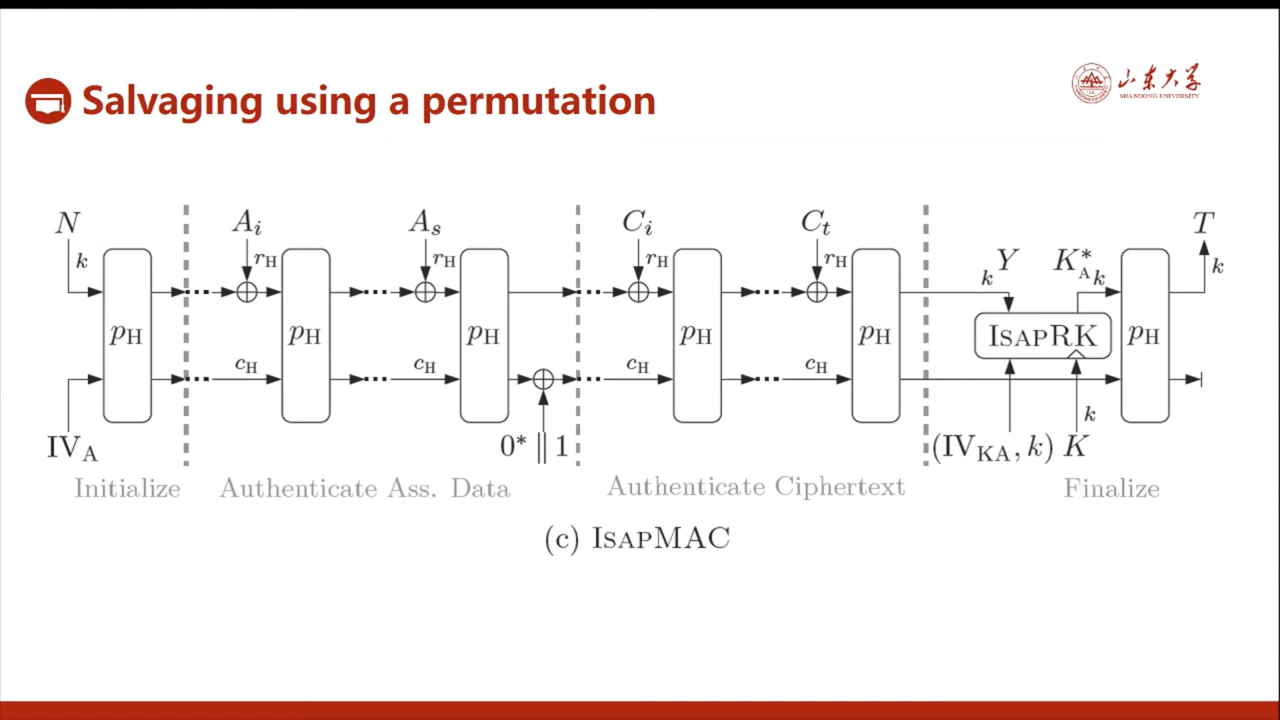 Salvaging using a permutation
山东大学
SHANDONG UNIVERSITY
N A_i A_s C_i C_t T
k r_H r_H r_H r_H k Y K_A^* k k
p_H p_H p_H p_H p_H ISAPRK p_H
c_H c_H c_H c_H
k
IV_A 0* ∥ 1 (IV_KA, k) K
Initialize Authenticate Ass. Data Authenticate Ciphertext Finalize
(c) ISAPMAC